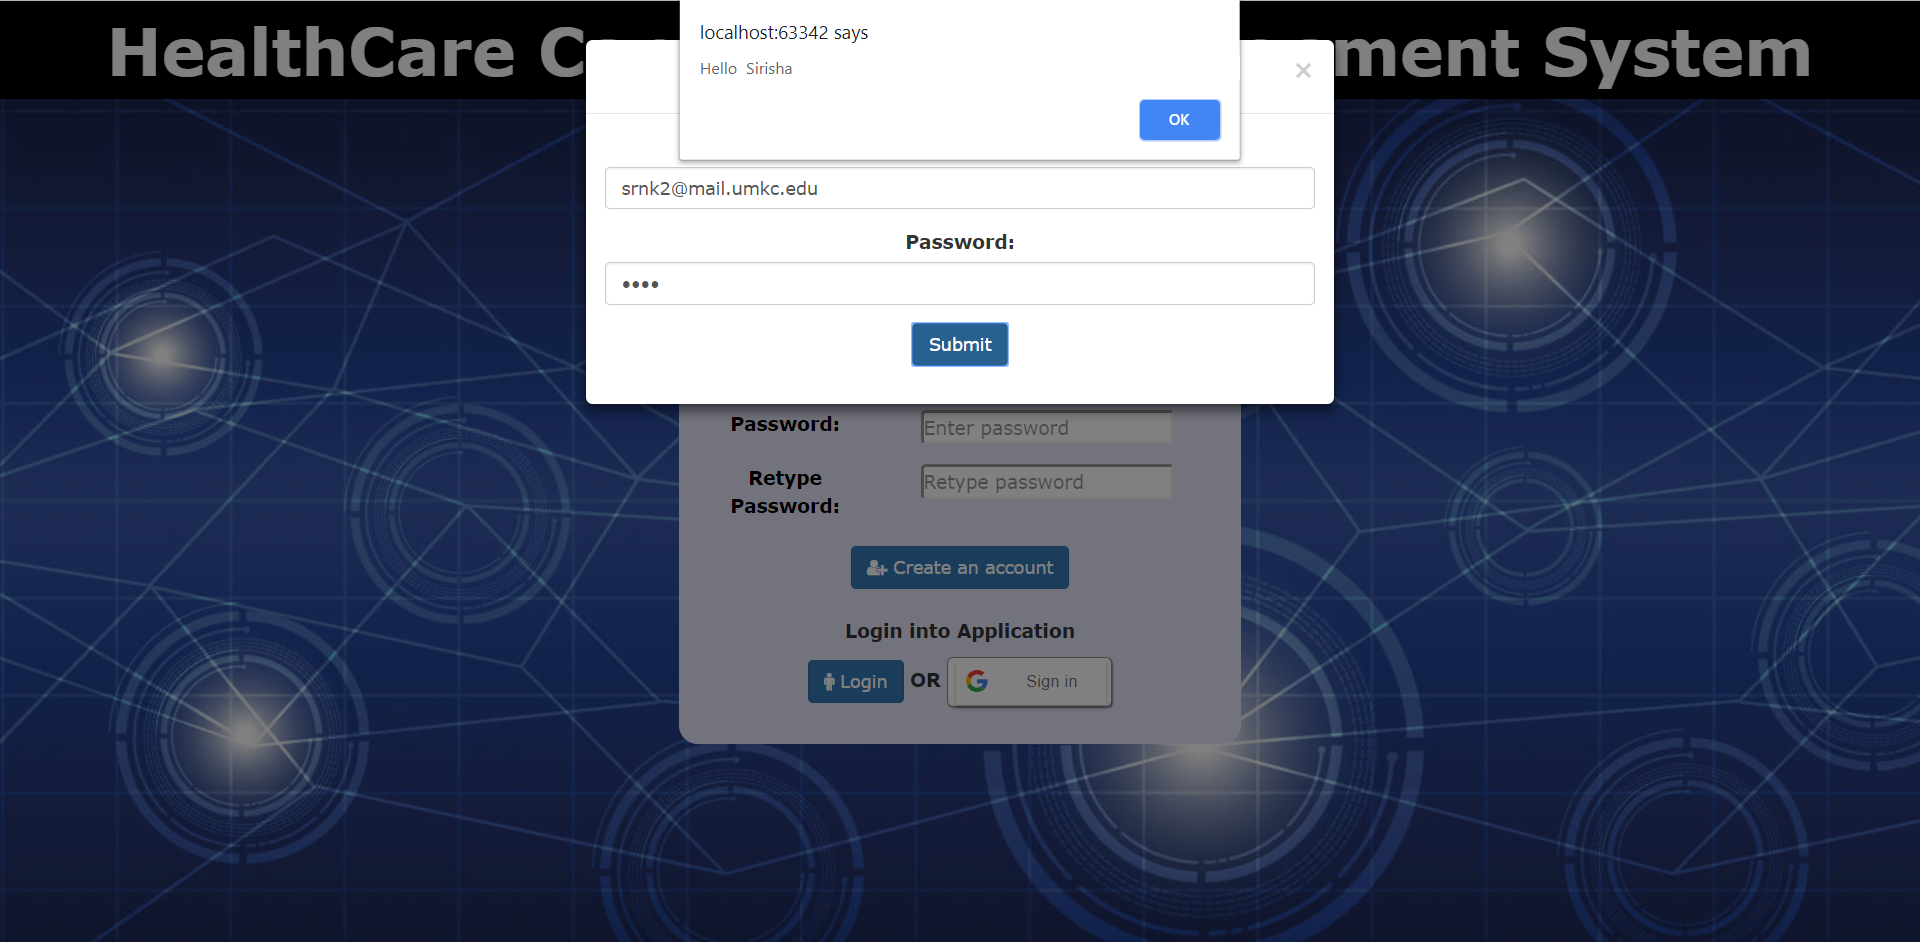 HealthCare C
ment System
localhost:63342 says
Hello Sirisha
OK
×
srnk2@mail.umkc.edu
Password:
••••
Submit
Password:
Enter password
Retype
Password:
Retype password
Create an account
Login into Application
Login OR Sign in